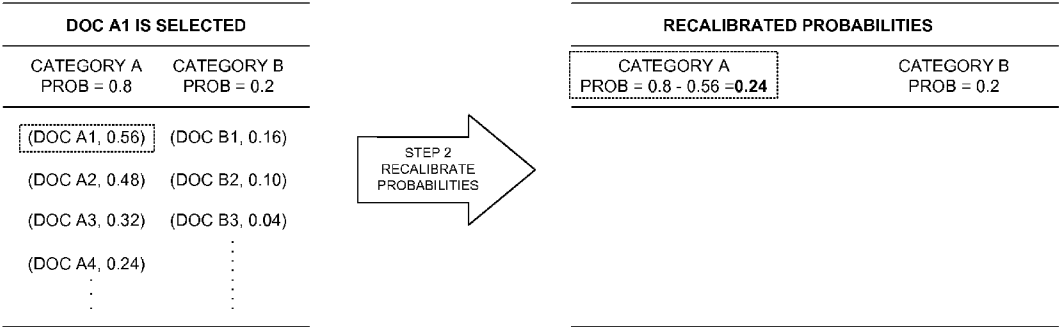 DOC A1 IS SELECTED
CATEGORY A CATEGORY B
PROB = 0.8 PROB = 0.2
(DOC A1, 0.56) (DOC B1, 0.16)
(DOC A2, 0.48) (DOC B2, 0.10)
(DOC A3, 0.32) (DOC B3, 0.04)
(DOC A4, 0.24)
STEP 2
RECALIBRATE
PROBABILITIES
RECALIBRATED PROBABILITIES
CATEGORY A CATEGORY B
PROB = 0.8 - 0.56 =0.24 PROB = 0.2